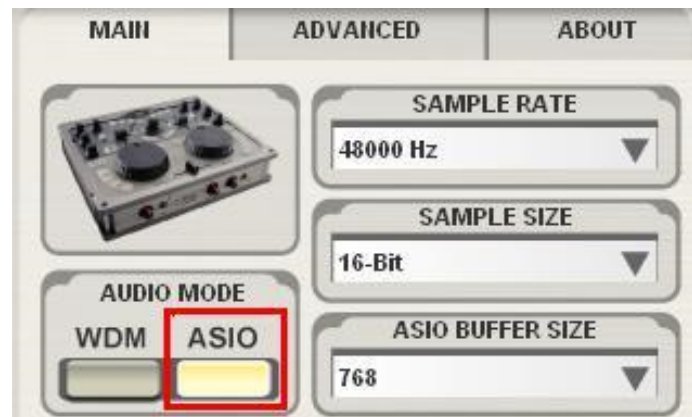 MAIN
ADVANCED
ABOUT
SAMPLE RATE
48000 Hz
SAMPLE SIZE
16-Bit
AUDIO MODE
WDM
ASIO
ASIO BUFFER SIZE
768